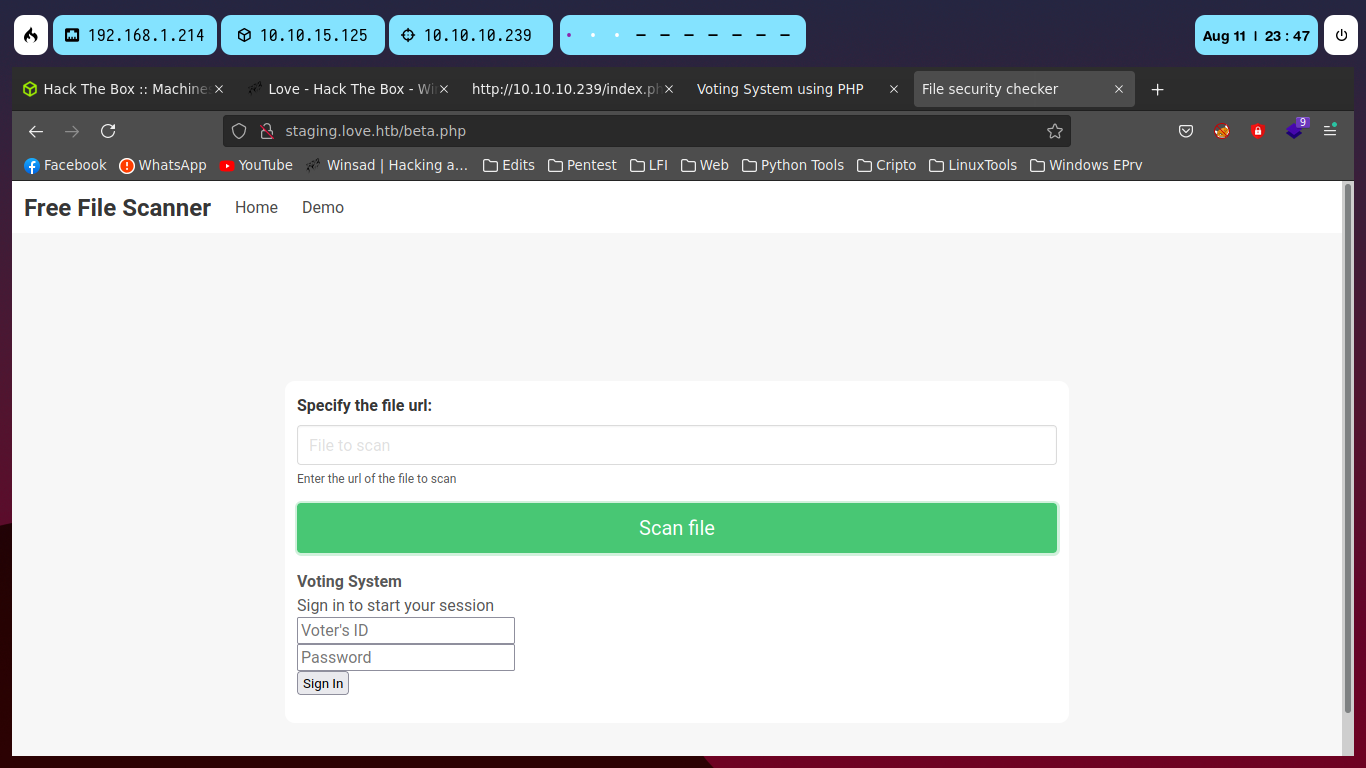 192.168.1.214 10.10.15.125 10.10.10.239 Aug 11 | 23 : 47
Hack The Box :: Machines Love - Hack The Box - Wi http://10.10.10.239/index.ph Voting System using PHP File security checker
staging.love.htb/beta.php 9
Facebook WhatsApp YouTube Winsad | Hacking a… Edits Pentest LFI Web Python Tools Cripto LinuxTools Windows EPrv
Free File Scanner Home Demo
Specify the file url:
File to scan
Enter the url of the file to scan
Scan file
Voting System
Sign in to start your session
Voter's ID
Password
Sign In